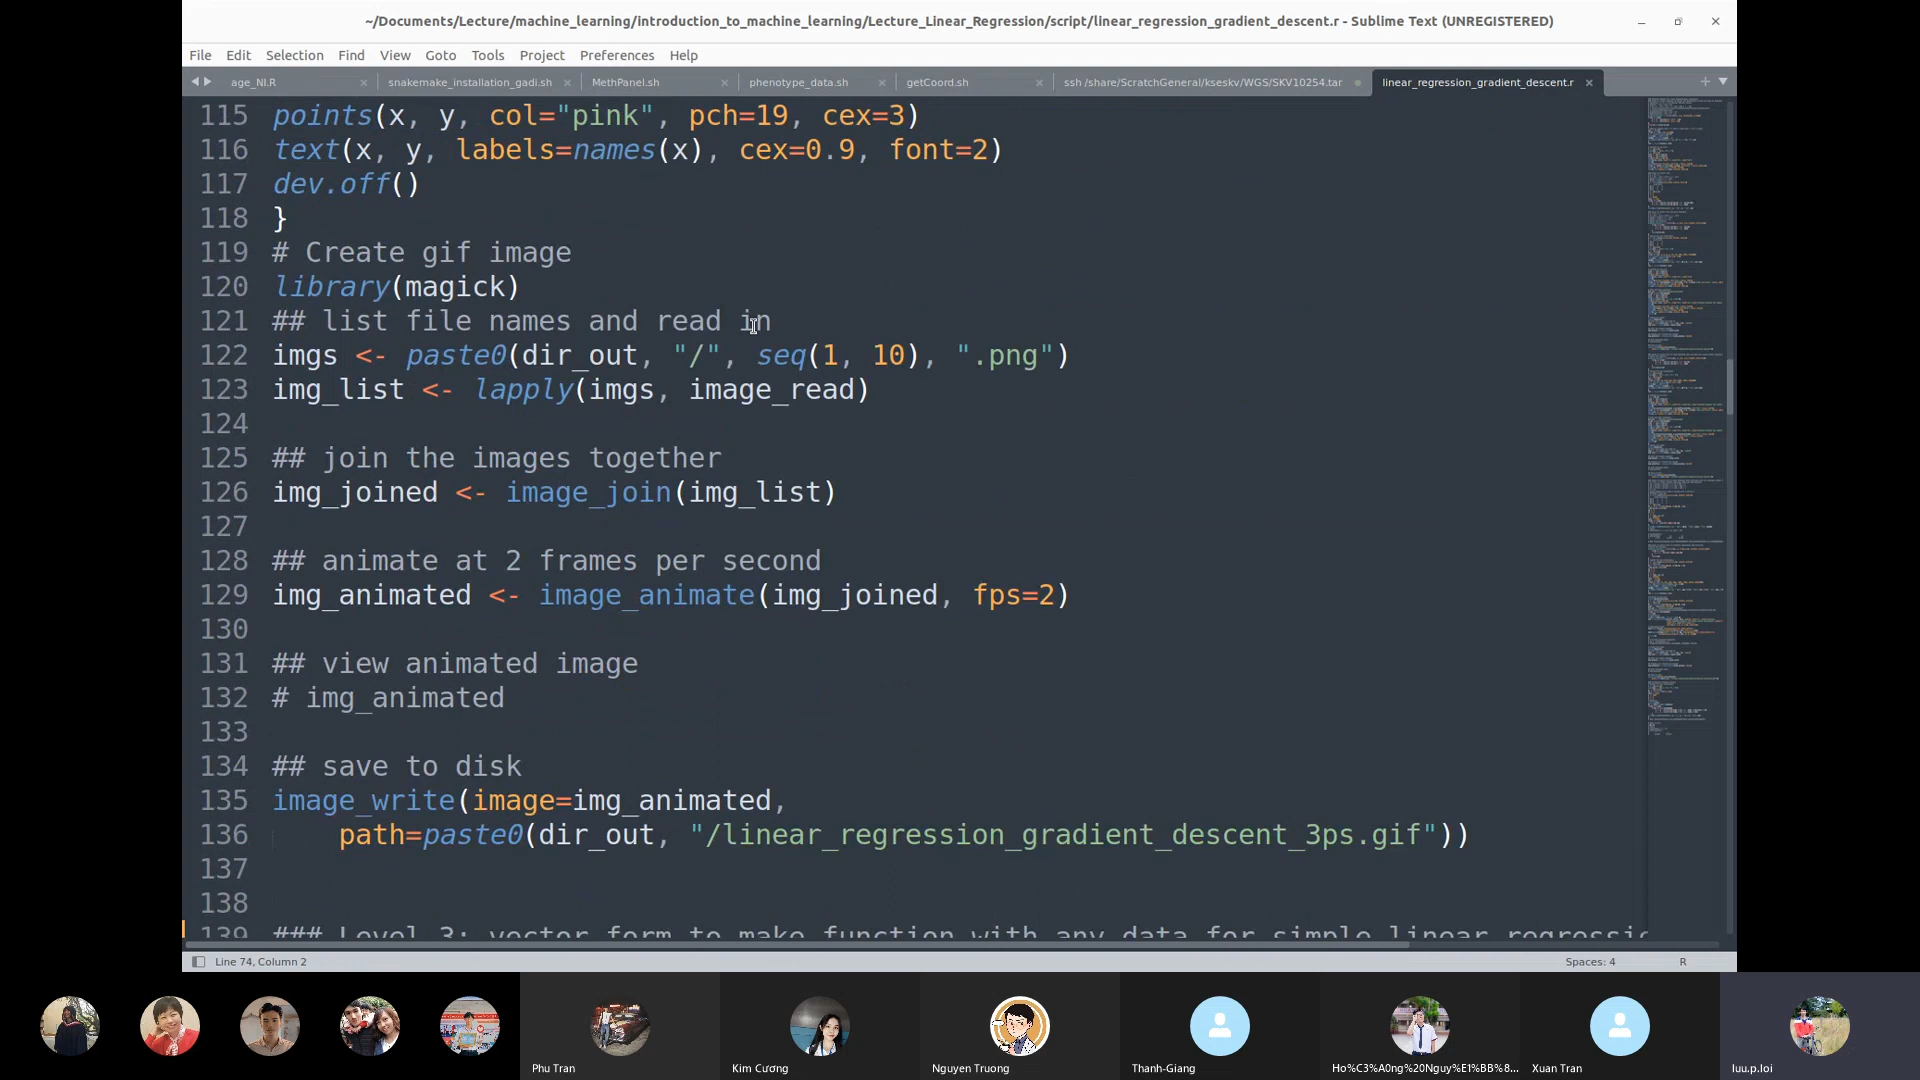 ~/Documents/Lecture/machine_learning/introduction_to_machine_learning/Lecture_Linear_Regression/script/linear_regression_gradient_descent.r - Sublime Text (UNREGISTERED)
File Edit Selection Find View Goto Tools Project Preferences Help
age_NI.R snakemake_installation_gadi.sh MethPanel.sh phenotype_data.sh getCoord.sh ssh /share/ScratchGeneral/kseskv/WGS/SKV10254.tar linear_regression_gradient_descent.r
115 points(x, y, col="pink", pch=19, cex=3)
116 text(x, y, labels=names(x), cex=0.9, font=2)
117 dev.off()
118 }
119 # Create gif image
120 library(magick)
121 ## list file names and read in
122 imgs <- paste0(dir_out, "/", seq(1, 10), ".png")
123 img_list <- lapply(imgs, image_read)
124
125 ## join the images together
126 img_joined <- image_join(img_list)
127
128 ## animate at 2 frames per second
129 img_animated <- image_animate(img_joined, fps=2)
130
131 ## view animated image
132 # img_animated
133
134 ## save to disk
135 image_write(image=img_animated,
136 path=paste0(dir_out, "/linear_regression_gradient_descent_3ps.gif"))
137
138
139 ### Level 3: vector form to make function with any data for simple linear regressi
Line 74, Column 2 Spaces: 4 R
Phu Tran Kim Cương Nguyen Truong Thanh-Giang Ho%C3%A0ng%20Nguy%E1%BB%8... Xuan Tran luu.p.loi